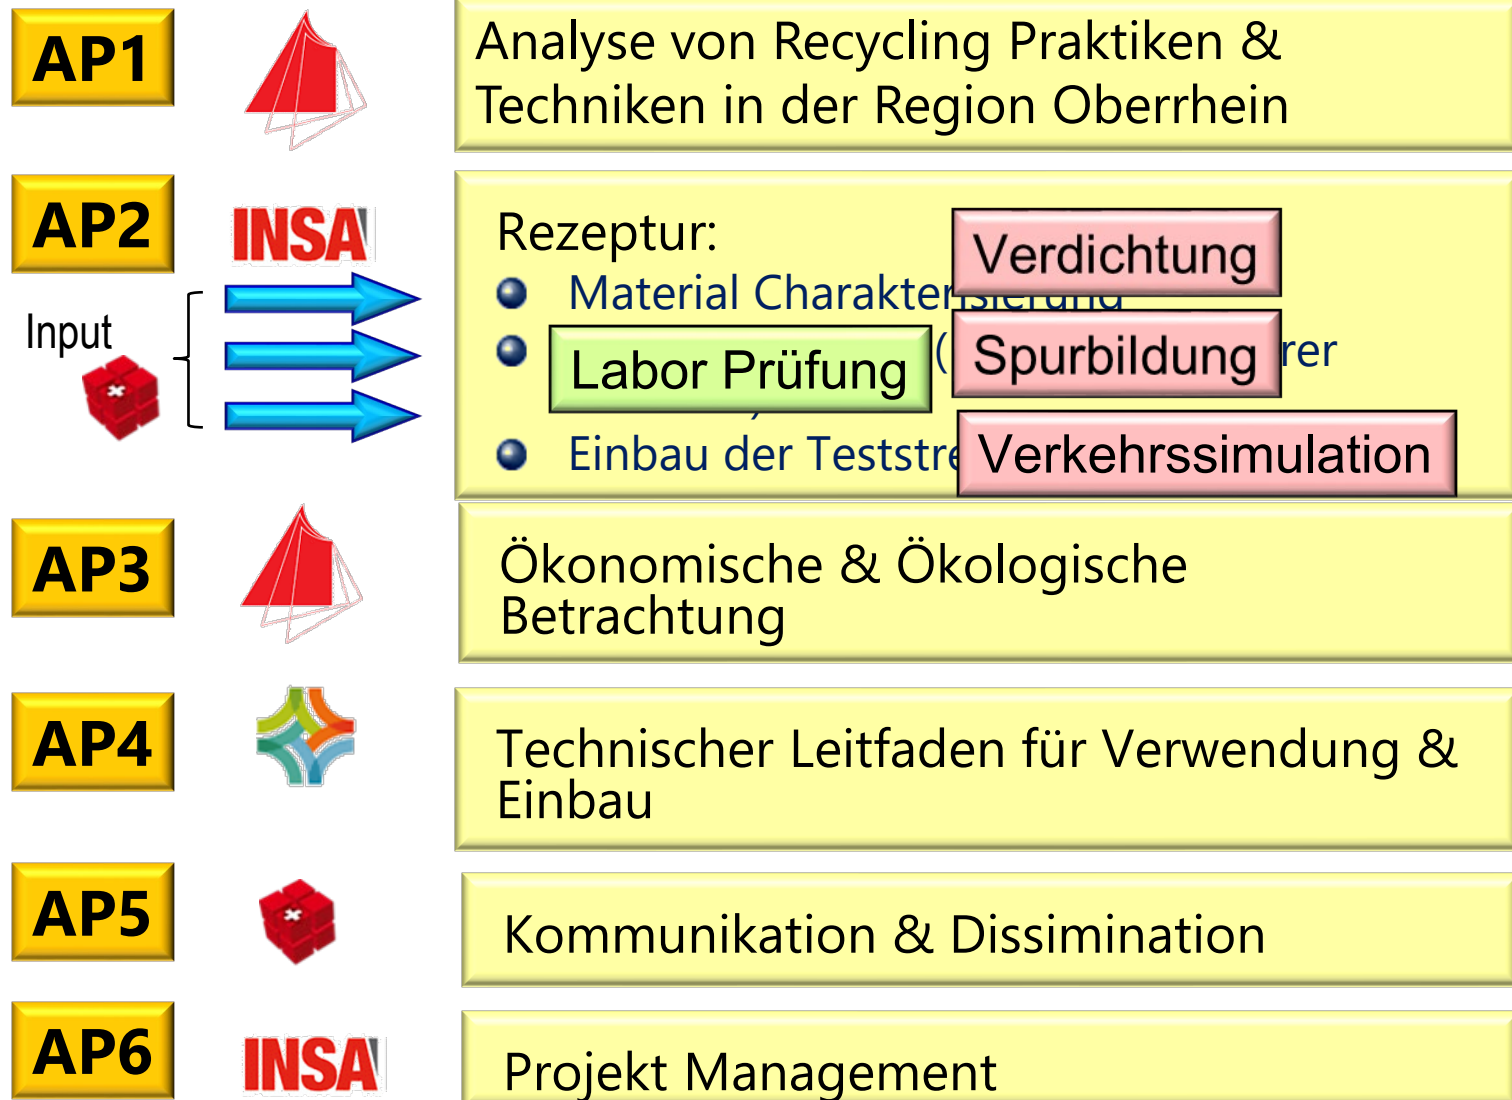 AP1
Analyse von Recycling Praktiken &
Techniken in der Region Oberrhein
AP2
INSA
Input
Rezeptur:
Material
Verdichtung
Labor Prüfung
(
Spurbildung
rer
Einbau der
Verkehrssimulation
AP3
Ökonomische & Ökologische
Betrachtung
AP4
Technischer Leitfaden für Verwendung &
Einbau
AP5
Kommunikation & Dissimination
AP6
INSA
Projekt Management